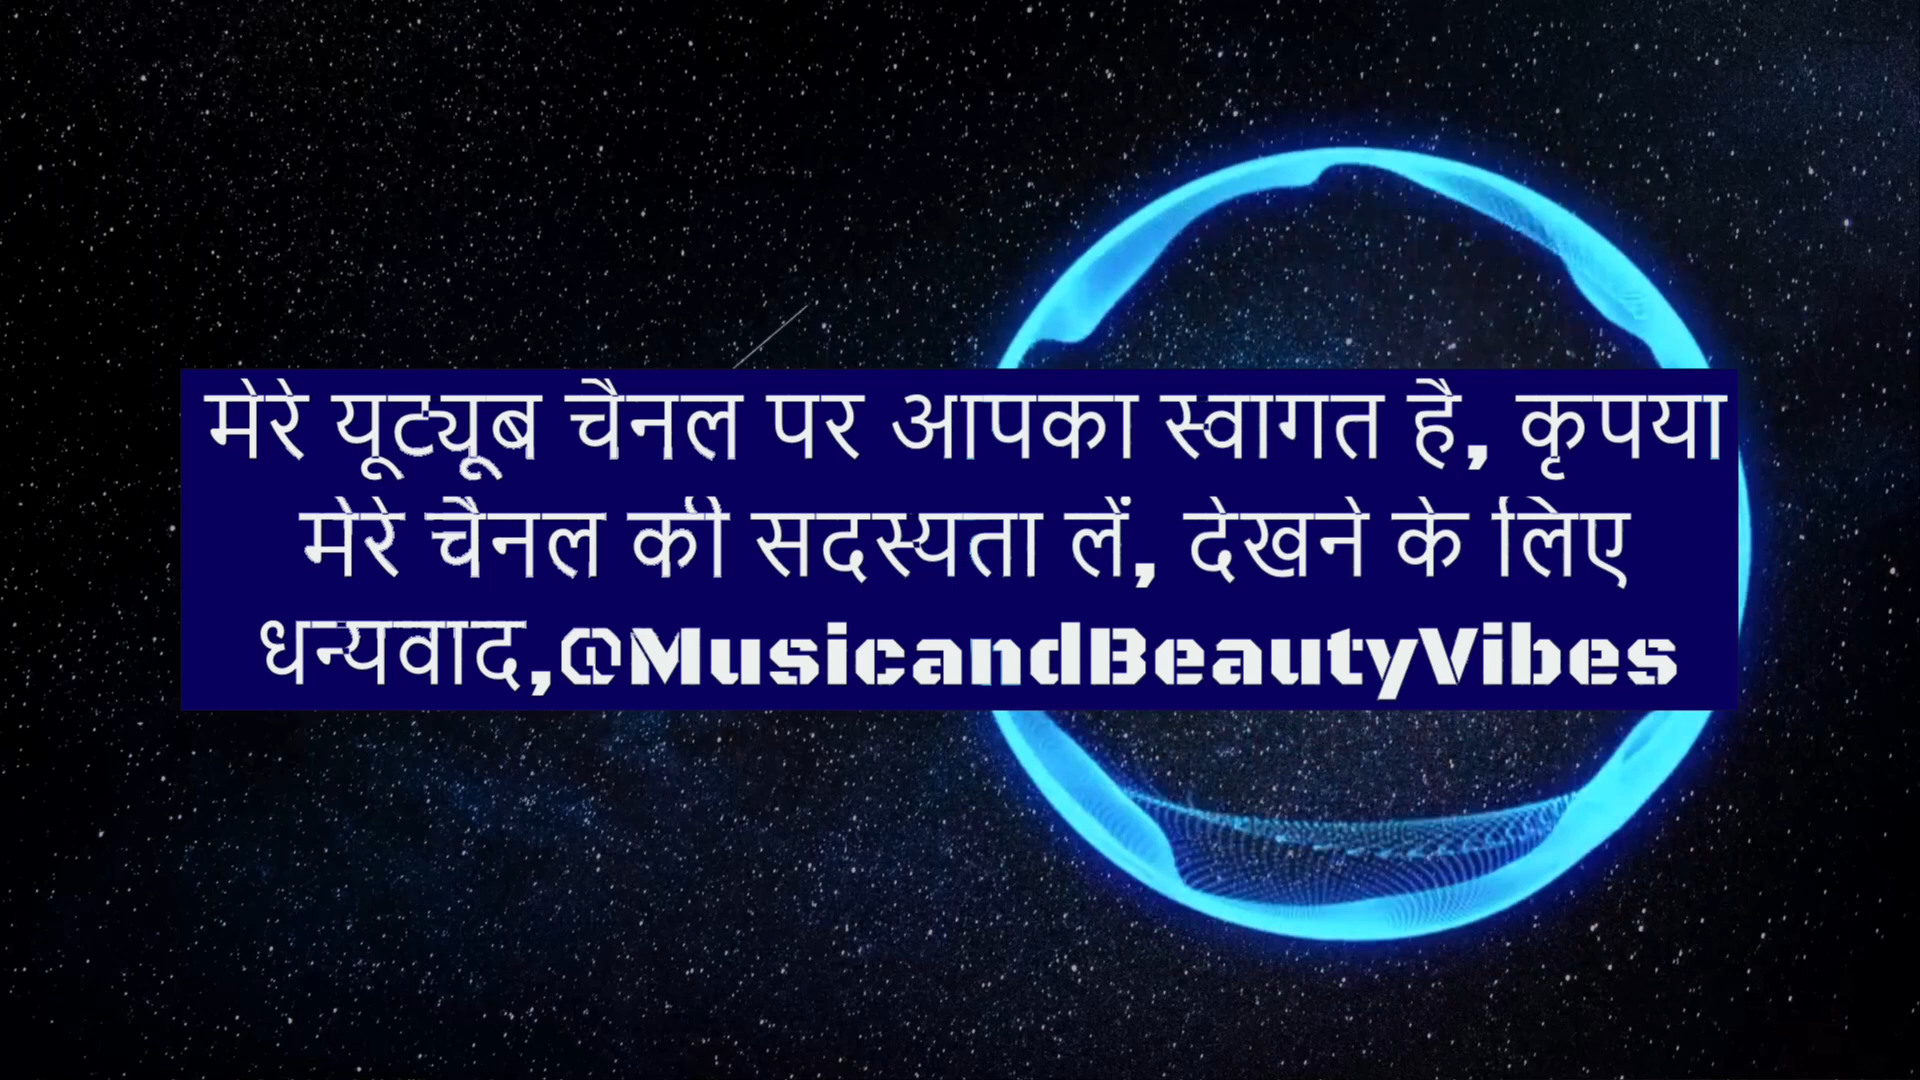 मेरे यूट्यूब चैनल पर आपका स्वागत है, कृपया
मेरे चैनल की सदस्यता लें, देखने के लिए
धन्यवाद,@MusicandBeautyVibes